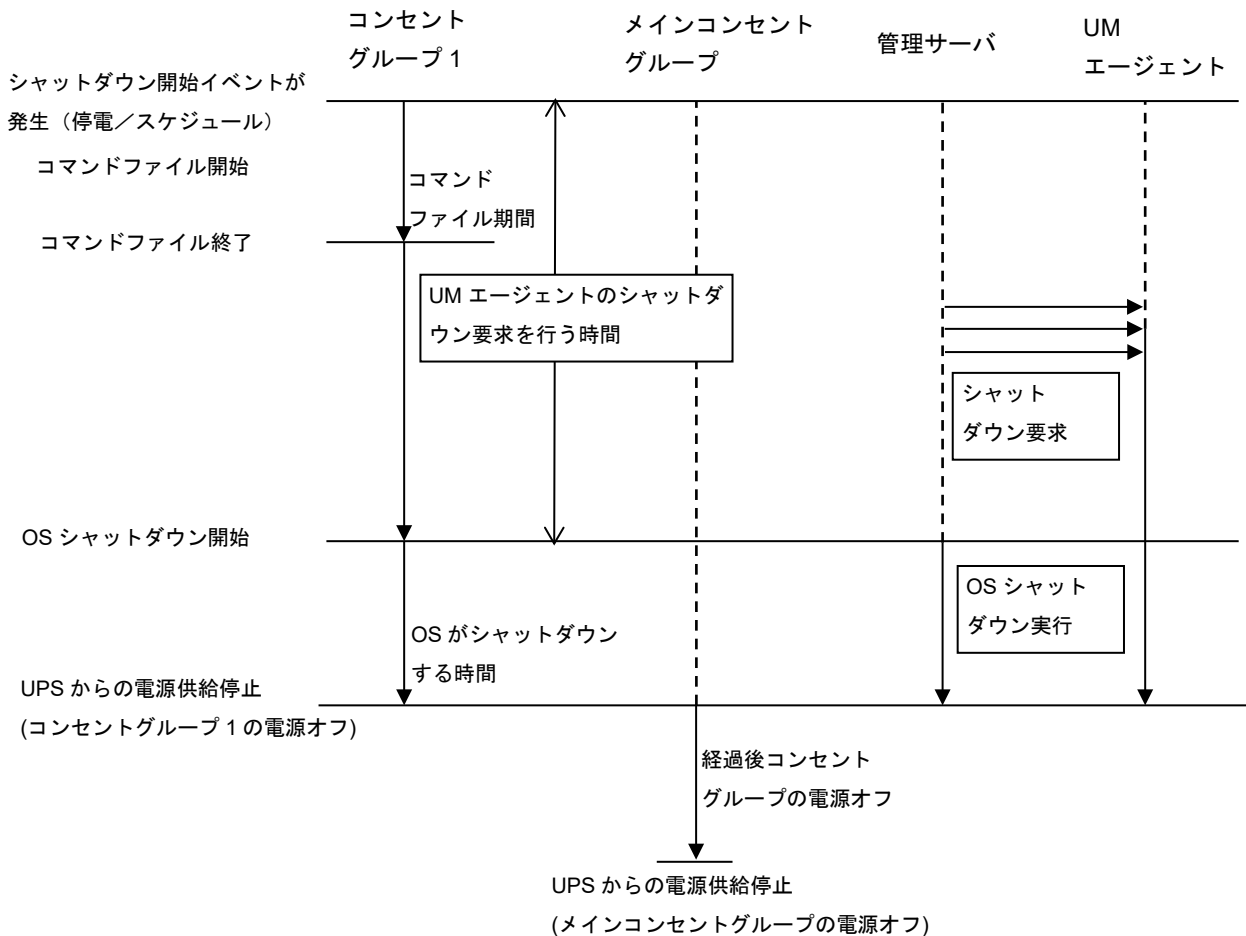 コンセント
グループ 1
メインコンセント
グループ
管理サーバ
UM
エージェント
シャットダウン開始イベントが
発生（停電／スケジュール）
コマンドファイル開始
コマンド
ファイル期間
コマンドファイル終了
UM エージェントのシャットダ
ウン要求を行う時間
シャット
ダウン要求
OS シャットダウン開始
OS シャット
ダウン実行
OS がシャットダウン
する時間
UPS からの電源供給停止
(コンセントグループ 1 の電源オフ)
経過後コンセント
グループの電源オフ
UPS からの電源供給停止
(メインコンセントグループの電源オフ)